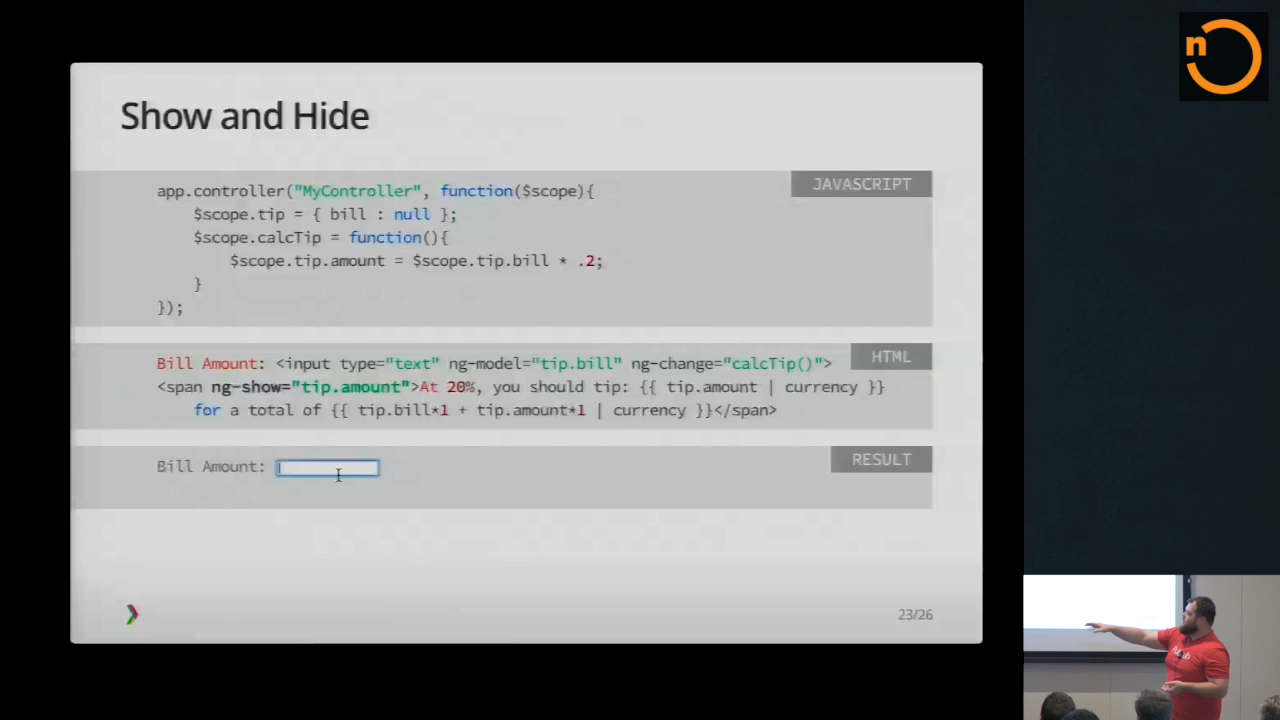 n
Show and Hide
JAVASCRIPT
app.controller("MyController", function($scope){
$scope.tip = { bill : null };
$scope.calcTip = function(){
$scope.tip.amount = $scope.tip.bill * .2;
}
});
HTML
Bill Amount: <input type="text" ng-model="tip.bill" ng-change="calcTip()">
<span ng-show="tip.amount">At 20%, you should tip: {{ tip.amount | currency }}
for a total of {{ tip.bill*1 + tip.amount*1 | currency }}</span>
RESULT
Bill Amount:
23/26